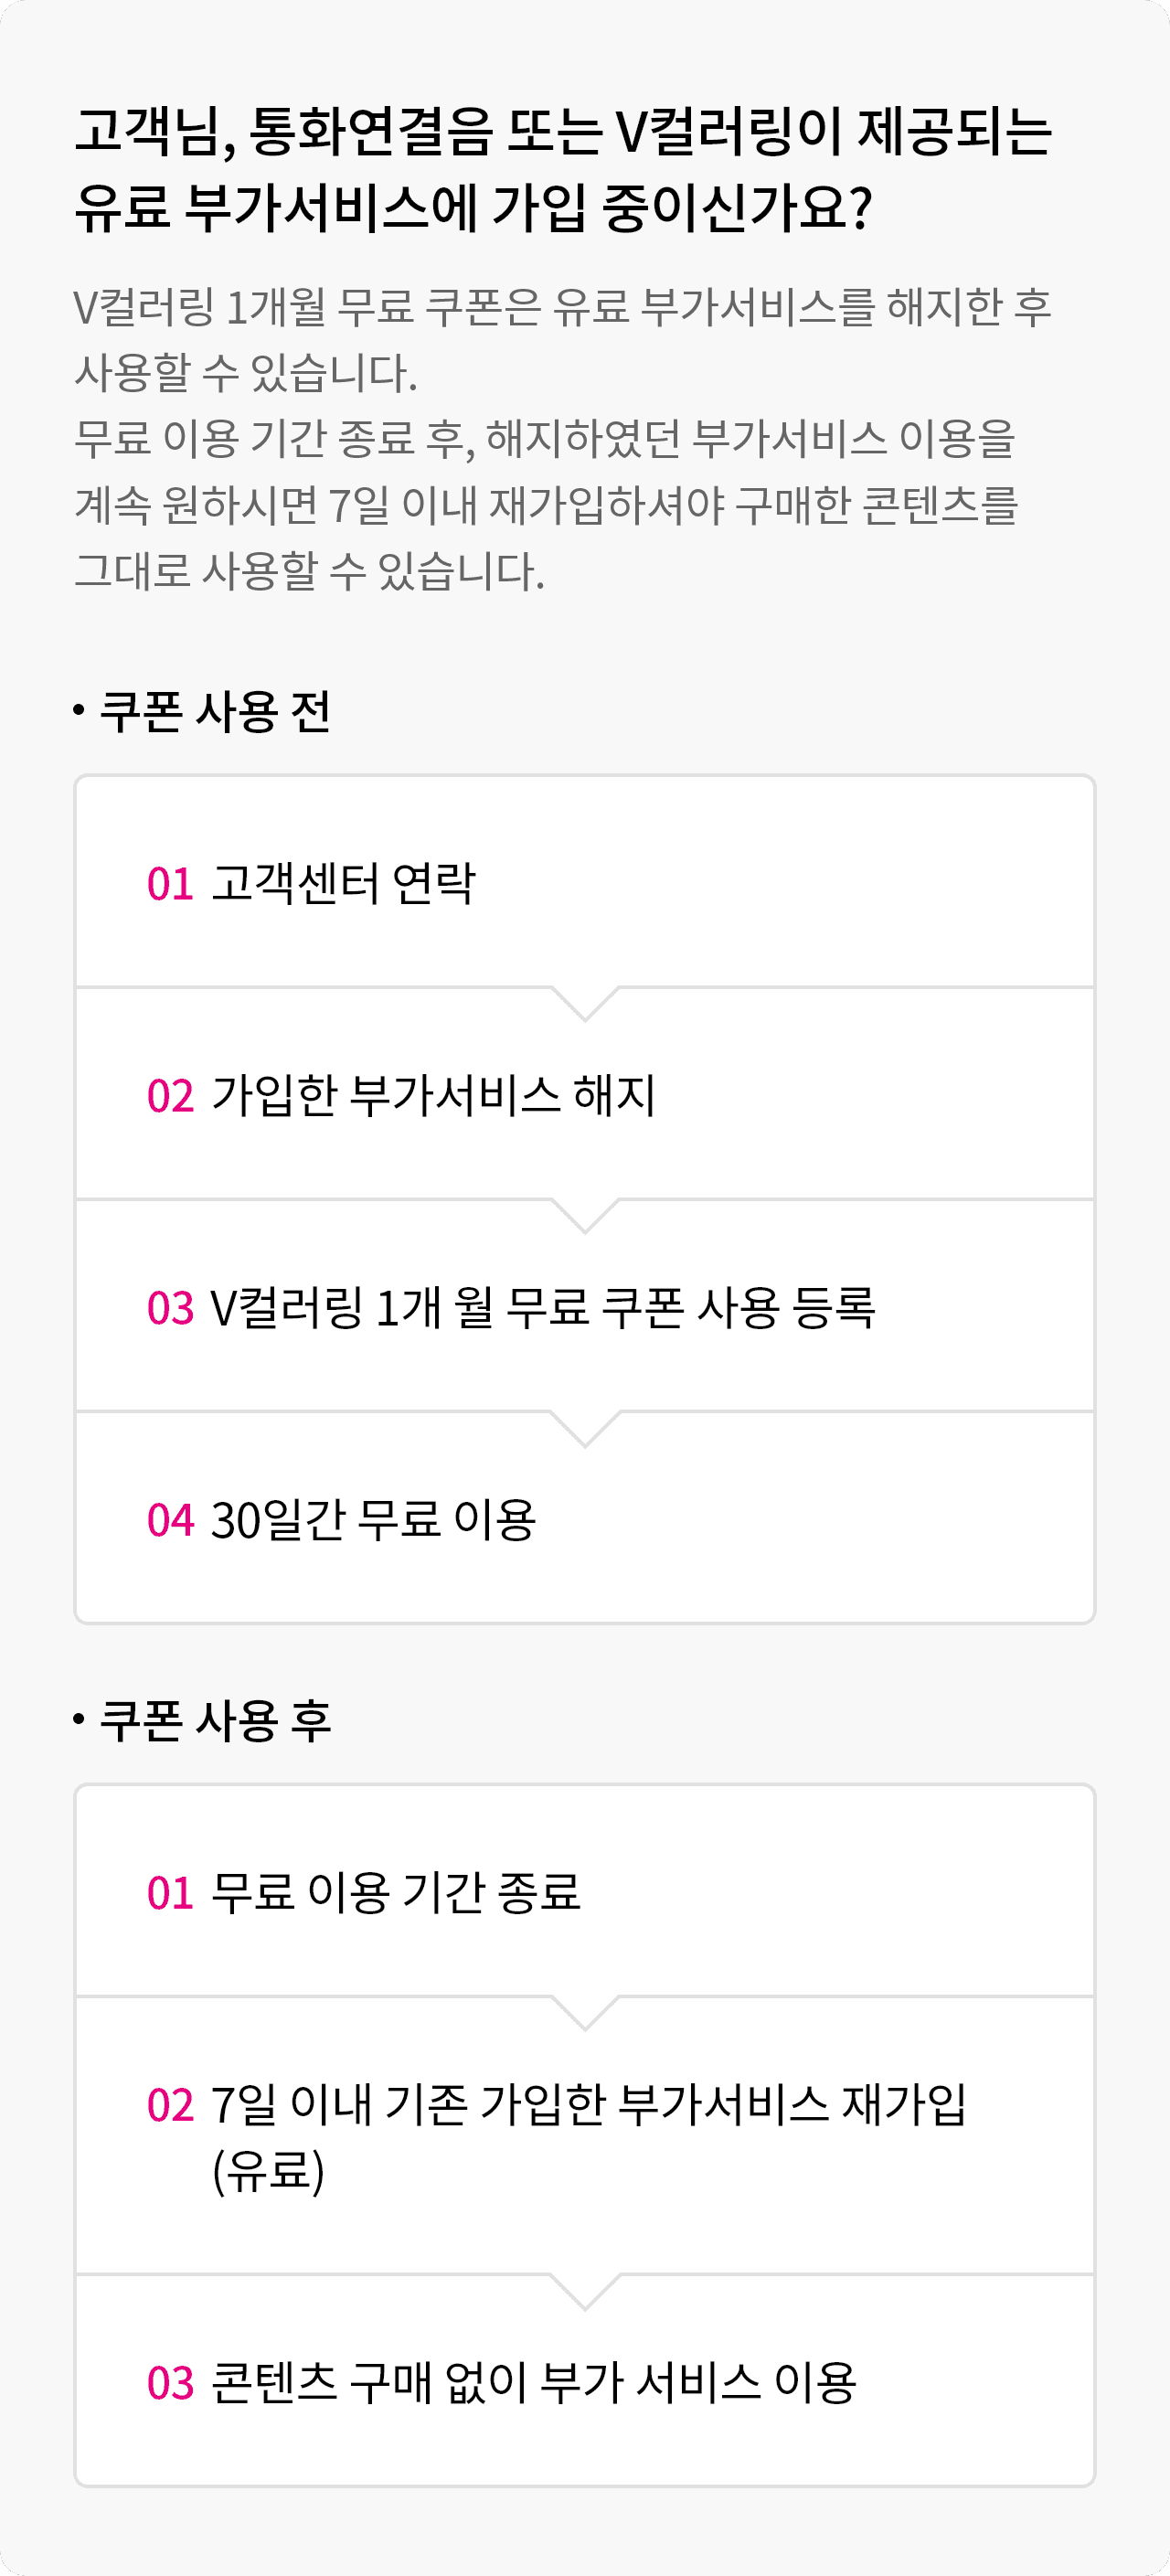 고객님, 통화연결음 또는 V컬러링이 제공되는
유료 부가서비스에 가입 중이신가요?
V컬러링 1개월 무료 쿠폰은 유료 부가서비스를 해지한 후
사용할 수 있습니다.
무료 이용 기간 종료 후, 해지하였던 부가서비스 이용을
계속 원하시면 7일 이내 재가입하셔야 구매한 콘텐츠를
그대로 사용할 수 있습니다.
• 쿠폰 사용 전
01 고객센터 연락
02 가입한 부가서비스 해지
03 V컬러링 1개 월 무료 쿠폰 사용 등록
04 30일간 무료 이용
• 쿠폰 사용 후
01 무료 이용 기간 종료
02 7일 이내 기존 가입한 부가서비스 재가입
(유료)
03 콘텐츠 구매 없이 부가 서비스 이용